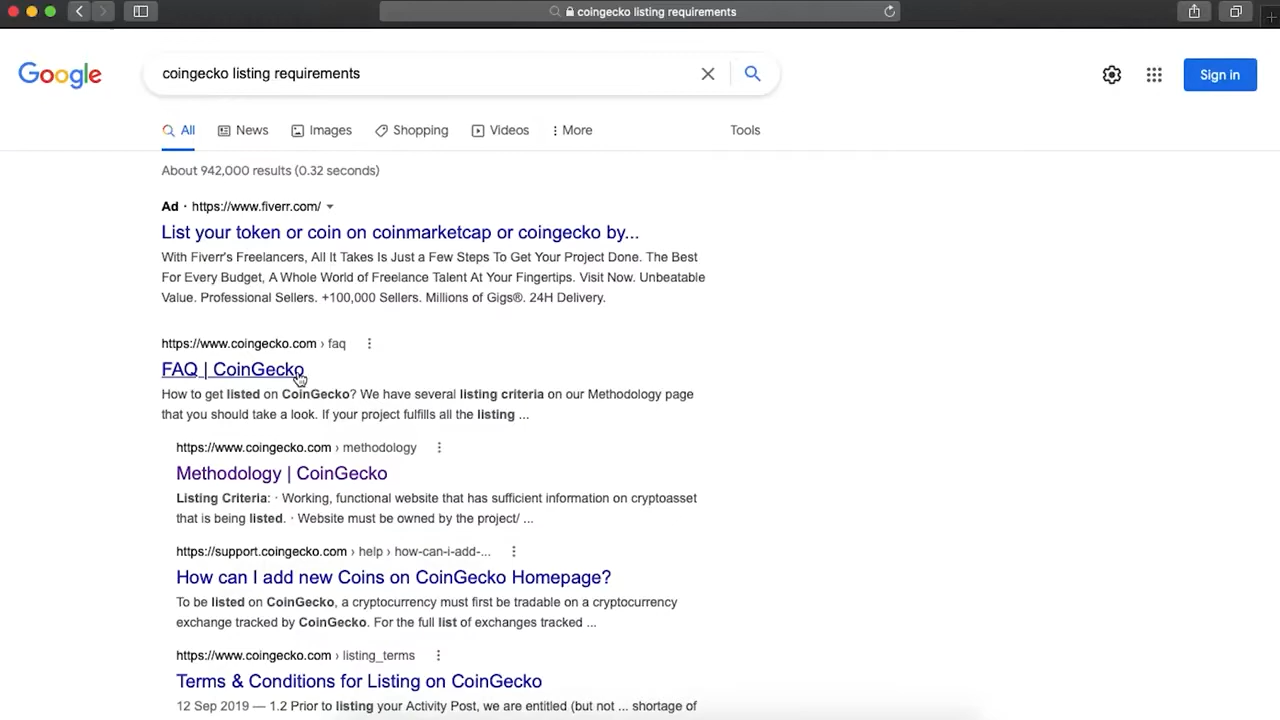 coingecko listing requirements
Google
coingecko listing requirements
Sign in
All
News
Images
Shopping
Videos
More
Tools
About 942,000 results (0.32 seconds)
Ad · https://www.fiverr.com/
List your token or coin on coinmarketcap or coingecko by...
With Fiverr's Freelancers, All It Takes Is Just a Few Steps To Get Your Project Done. The Best
For Every Budget, A Whole World of Freelance Talent At Your Fingertips. Visit Now. Unbeatable
Value. Professional Sellers. +100,000 Sellers. Millions of Gigs®. 24H Delivery.
https://www.coingecko.com › faq
FAQ | CoinGecko
How to get listed on CoinGecko? We have several listing criteria on our Methodology page
that you should take a look. If your project fulfills all the listing ...
https://www.coingecko.com › methodology
Methodology | CoinGecko
Listing Criteria: · Working, functional website that has sufficient information on cryptoasset
that is being listed. · Website must be owned by the project/ ...
https://support.coingecko.com › help › how-can-i-add-...
How can I add new Coins on CoinGecko Homepage?
To be listed on CoinGecko, a cryptocurrency must first be tradable on a cryptocurrency
exchange tracked by CoinGecko. For the full list of exchanges tracked ...
https://www.coingecko.com › listing_terms
Terms & Conditions for Listing on CoinGecko
12 Sep 2019 — 1.2 Prior to listing your Activity Post, we are entitled (but not ... shortage of